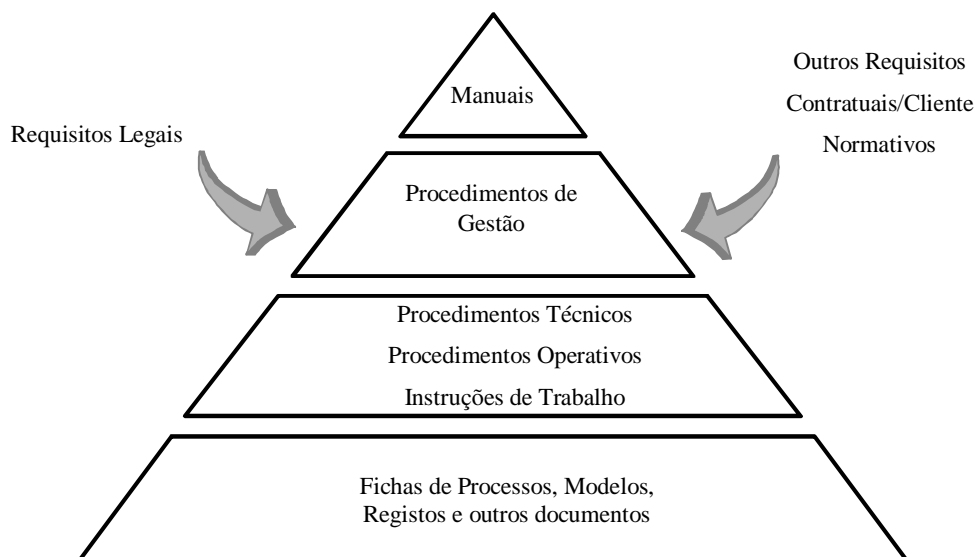 Manuais
Requisitos Legais
Outros Requisitos
Contratuais/Cliente
Normativos
Procedimentos de
Gestão
Procedimentos Técnicos
Procedimentos Operativos
Instruções de Trabalho
Fichas de Processos, Modelos,
Registos e outros documentos